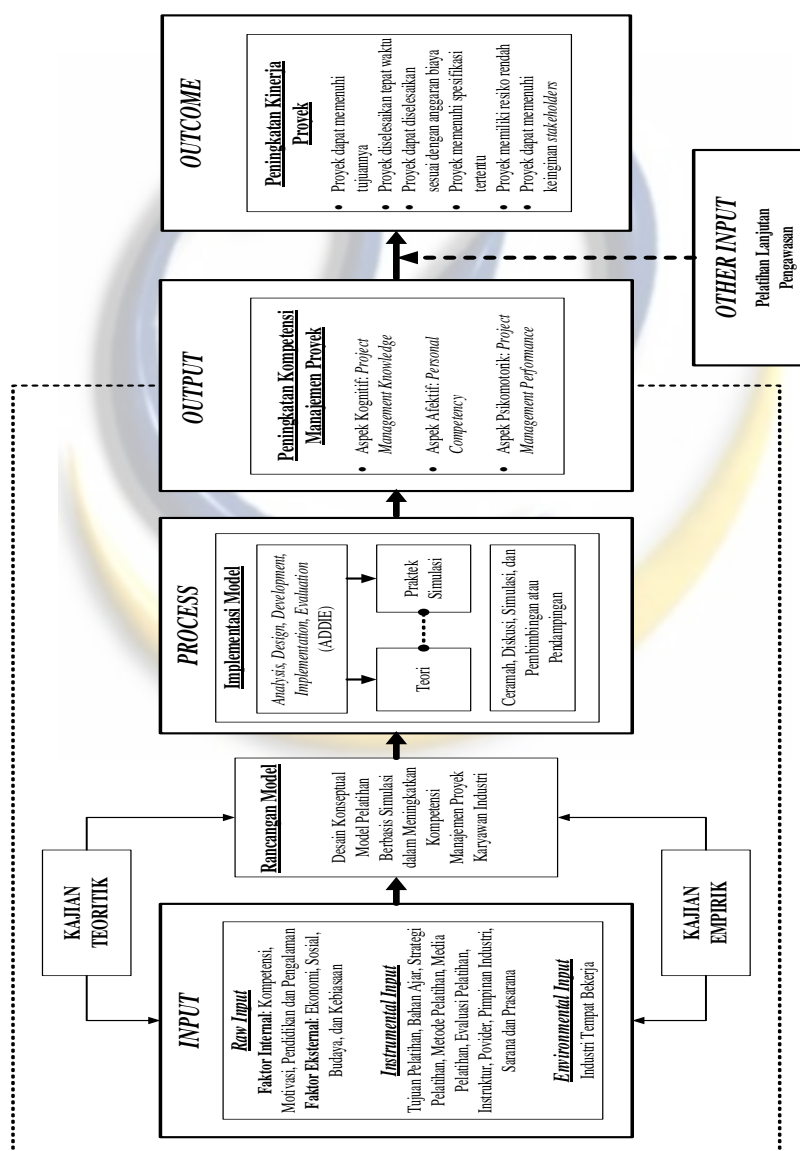 KAJIAN
TEORITIK
INPUT
Raw Input
Faktor Internal: Kompetensi,
Motivasi, Pendidikan dan Pengalaman
Faktor Eksternal: Ekonomi, Sosial,
Budaya, dan Kebiasaan
Instrumental Input
Tujuan Pelatihan, Bahan Ajar, Strategi
Pelatihan, Metode Pelatihan, Media
Pelatihan, Evaluasi Pelatihan,
Instruktur, Povider, Pimpinan Industri,
Sarana dan Prasarana
Environmental Input
Industri Tempat Bekerja
KAJIAN
EMPIRIK
Rancangan Model
Desain Konseptual
Model Pelatihan
Berbasis Simulasi
dalam Meningkatkan
Kompetensi
Manajemen Proyek
Karyawan Industri
PROCESS
Implementasi Model
Analysis, Design, Development,
Implementation, Evaluation
(ADDIE)
Teori
Praktek
Simulasi
Ceramah, Diskusi, Simulasi, dan
Pembimbingan atau
Pendampingan
OUTPUT
Peningkatan Kompetensi
Manajemen Proyek
• Aspek Kognitif: Project
Management Knowledge
• Aspek Afektif: Personal
Competency
• Aspek Psikomotorik: Project
Management Performance
OUTCOME
Peningkatan Kinerja
Proyek
• Proyek dapat memenuhi
tujuannya
• Proyek diselesaikan tepat waktu
• Proyek dapat diselesaikan
sesuai dengan anggaran biaya
• Proyek memenuhi spesifikasi
tertentu
• Proyek memiliki resiko rendah
• Proyek dapat memenuhi
keinginan stakeholders
OTHER INPUT
Pelatihan Lanjutan
Pengawasan